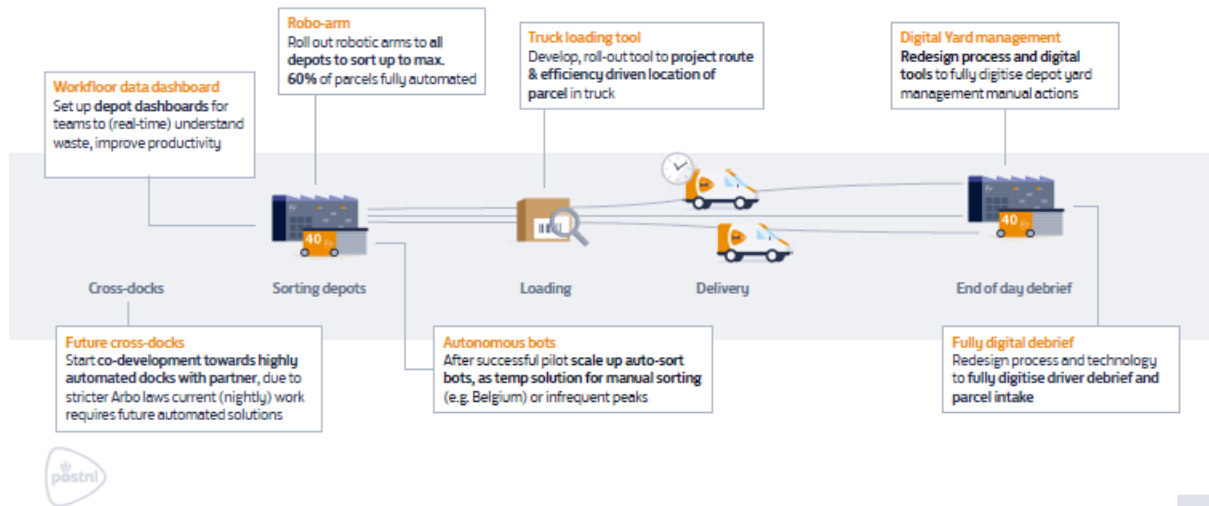 Robo-arm
Roll out robotic arms to all
depots to sort up to max.
60% of parcels fully automated
Truck loading tool
Develop, roll-out tool to project route
& efficiency driven location of
parcel in truck
Digital Yard management
Redesign process and digital
tools to fully digitise depot yard
management manual actions
Workfloor data dashboard
Set up depot dashboards for
teams to (real-time) understand
waste, improve productivity
40
40
Cross-docks
Sorting depots
Loading
Delivery
End of day debrief
Future cross-docks
Start co-development towards highly
automated docks with partner, due to
stricter Arbo laws current (nightly) work
requires future automated solutions
Autonomous bots
After successful pilot scale up auto-sort
bots, as temp solution for manual sorting
(e.g. Belgium) or infrequent peaks
Fully digital debrief
Redesign process and technology
to fully digitise driver debrief and
parcel intake
postnl